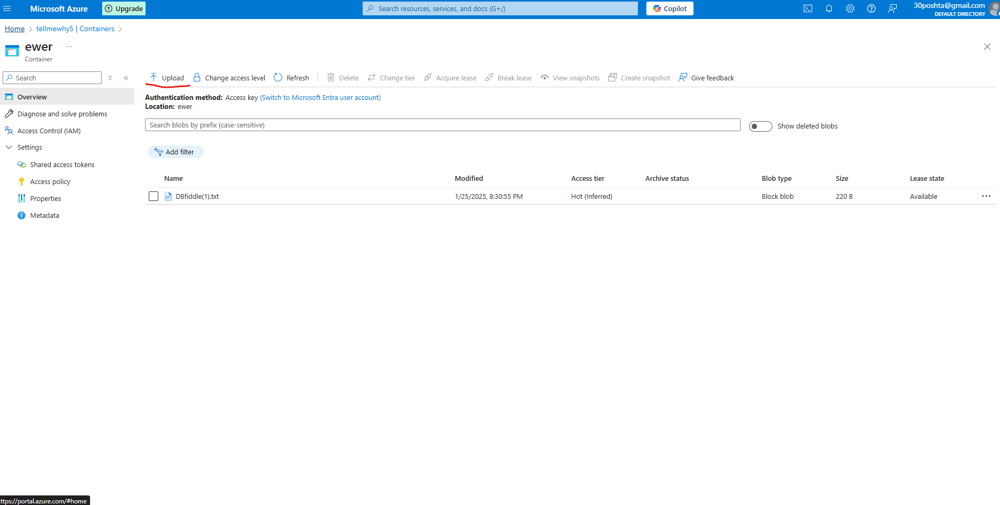 Microsoft Azure
Upgrade
Search resources, services, and docs (G+/)
Copilot
30poshta@gmail.com
DEFAULT DIRECTORY
Home > tellmewhy5 | Containers >
ewer ...
Container
Search
Upload
Change access level
Refresh
Delete
Change tier
Acquire lease
Break lease
View snapshots
Create snapshot
Give feedback
Overview
Diagnose and solve problems
Access Control (IAM)
Settings
Shared access tokens
Access policy
Properties
Metadata
Authentication method: Access key (Switch to Microsoft Entra user account)
Location: ewer
Search blobs by prefix (case-sensitive)
Show deleted blobs
Add filter
Name Modified Access tier Archive status Blob type Size Lease state
DBfiddle(1).txt 1/25/2025, 8:30:55 PM Hot (Inferred) Block blob 220 B Available
ttps://portal.azure.com/#home